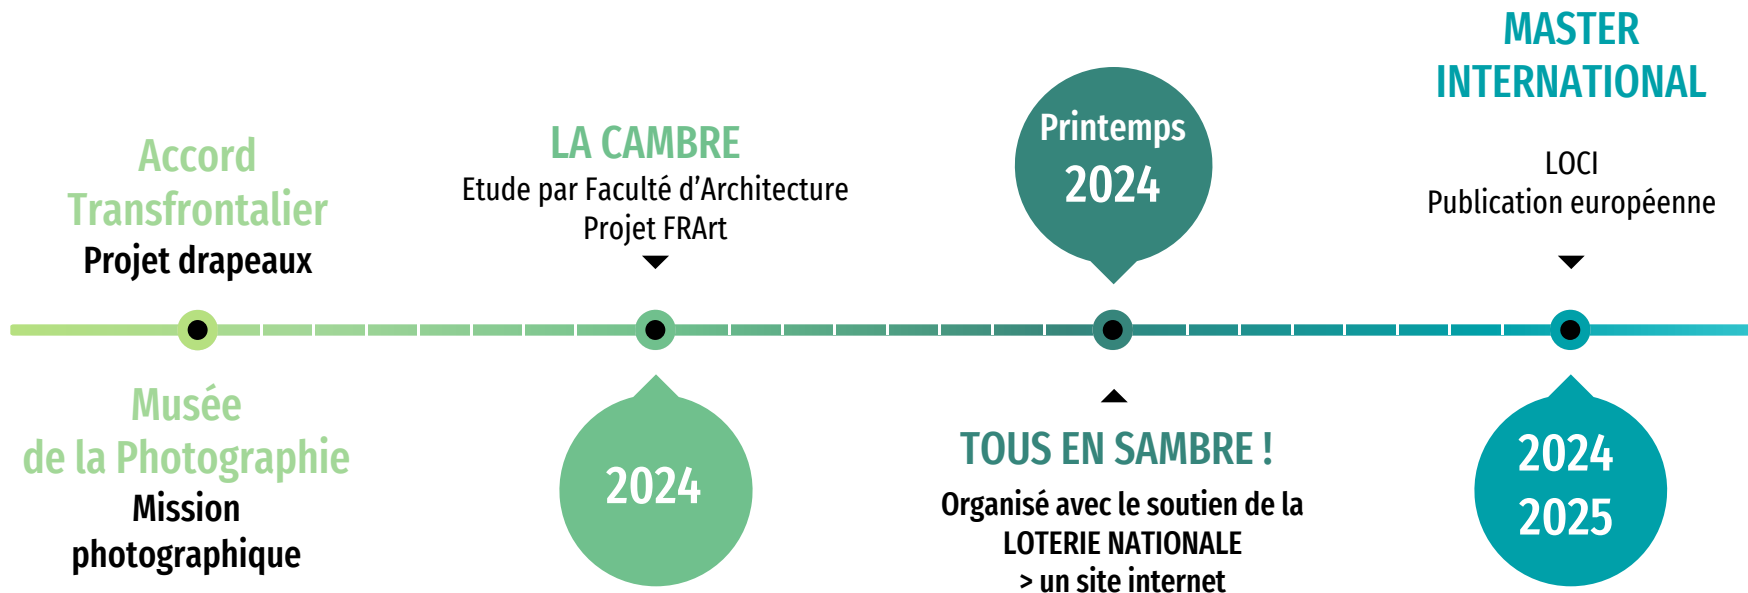 Accord
Transfrontalier
Projet drapeaux
Musée
de la Photographie
Mission
photographique
LA CAMBRE
Etude par Faculté d’Architecture
Projet FRArt
2024
Printemps
2024
TOUS EN SAMBRE !
Organisé avec le soutien de la
LOTERIE NATIONALE
> un site internet
MASTER
INTERNATIONAL
LOCI
Publication européenne
2024
2025